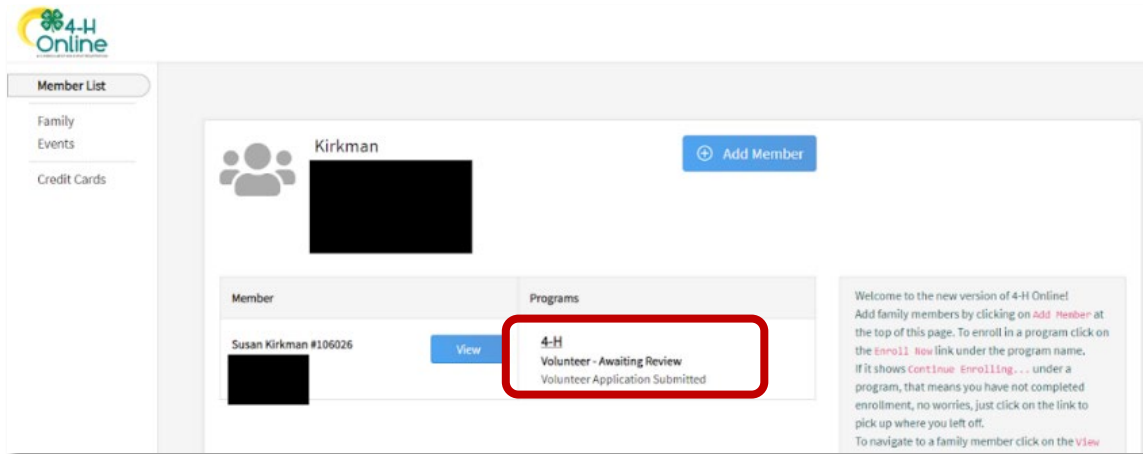 4-H
Online
Member List
Family
Events
Credit Cards
Kirkman
Add Member
Member
Programs
Susan Kirkman #106026
View
4-H
Volunteer - Awaiting Review
Volunteer Application Submitted
Welcome to the new version of 4-H Online!
Add family members by clicking on Add Member at
the top of this page. To enroll in a program click on
the Enroll Now link under the program name.
If it shows Continue Enrolling... under a
program, that means you have not completed
enrollment, no worries, just click on the link to
pick up where you left off.
To navigate to a family member click on the View